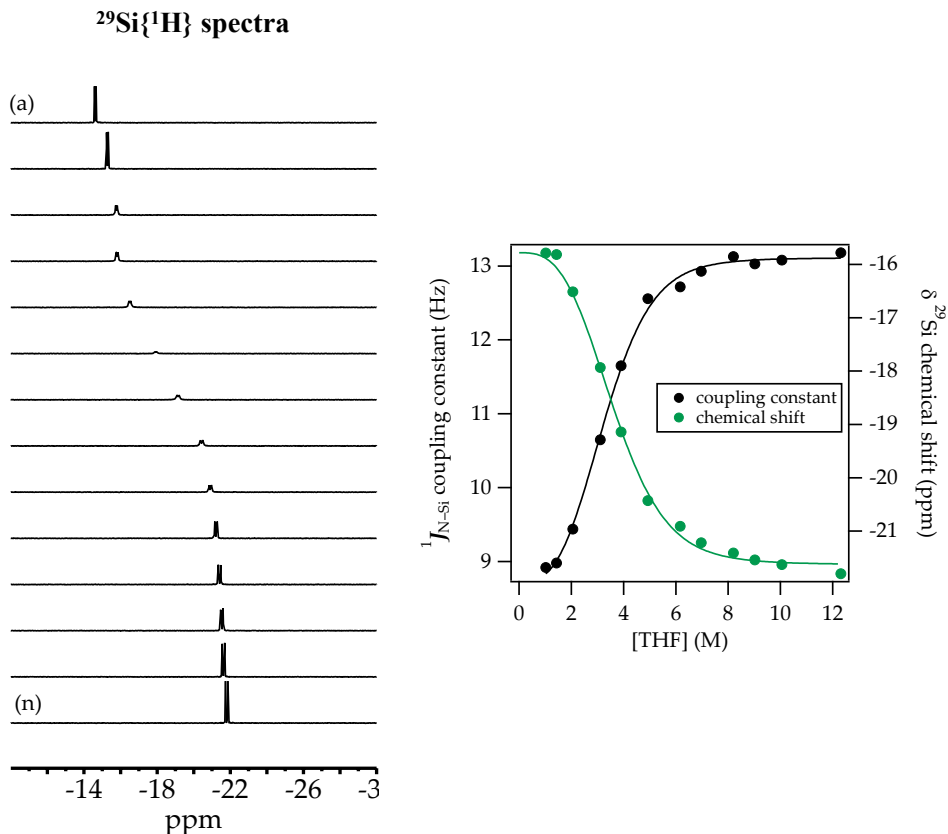 ²⁹Si{¹H} spectra
(a)
(n)
-14 -18 -22 -26 -3
ppm
¹J_N–Si coupling constant (Hz)
13
12
11
10
9
coupling constant
chemical shift
-16
-17
-18
-19
-20
-21
δ ²⁹Si chemical shift (ppm)
0 2 4 6 8 10 12
[THF] (M)